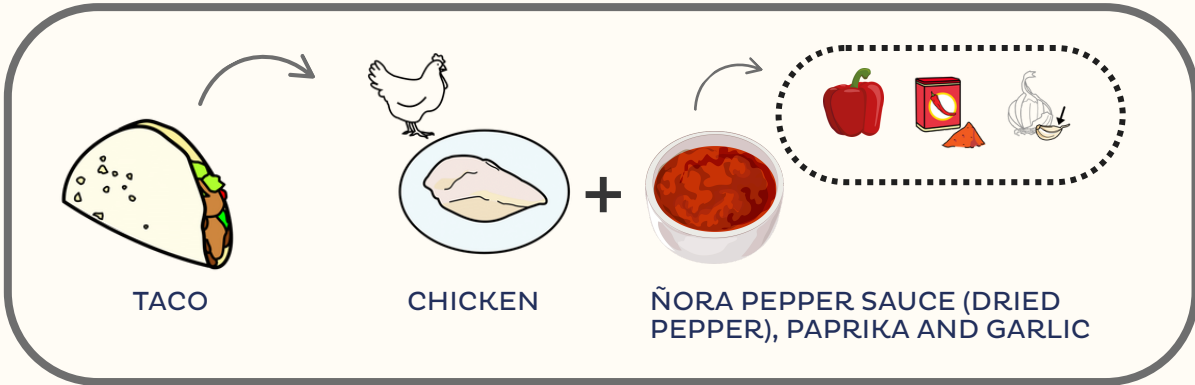 TACO
CHICKEN
ÑORA PEPPER SAUCE (DRIED
PEPPER), PAPRIKA AND GARLIC